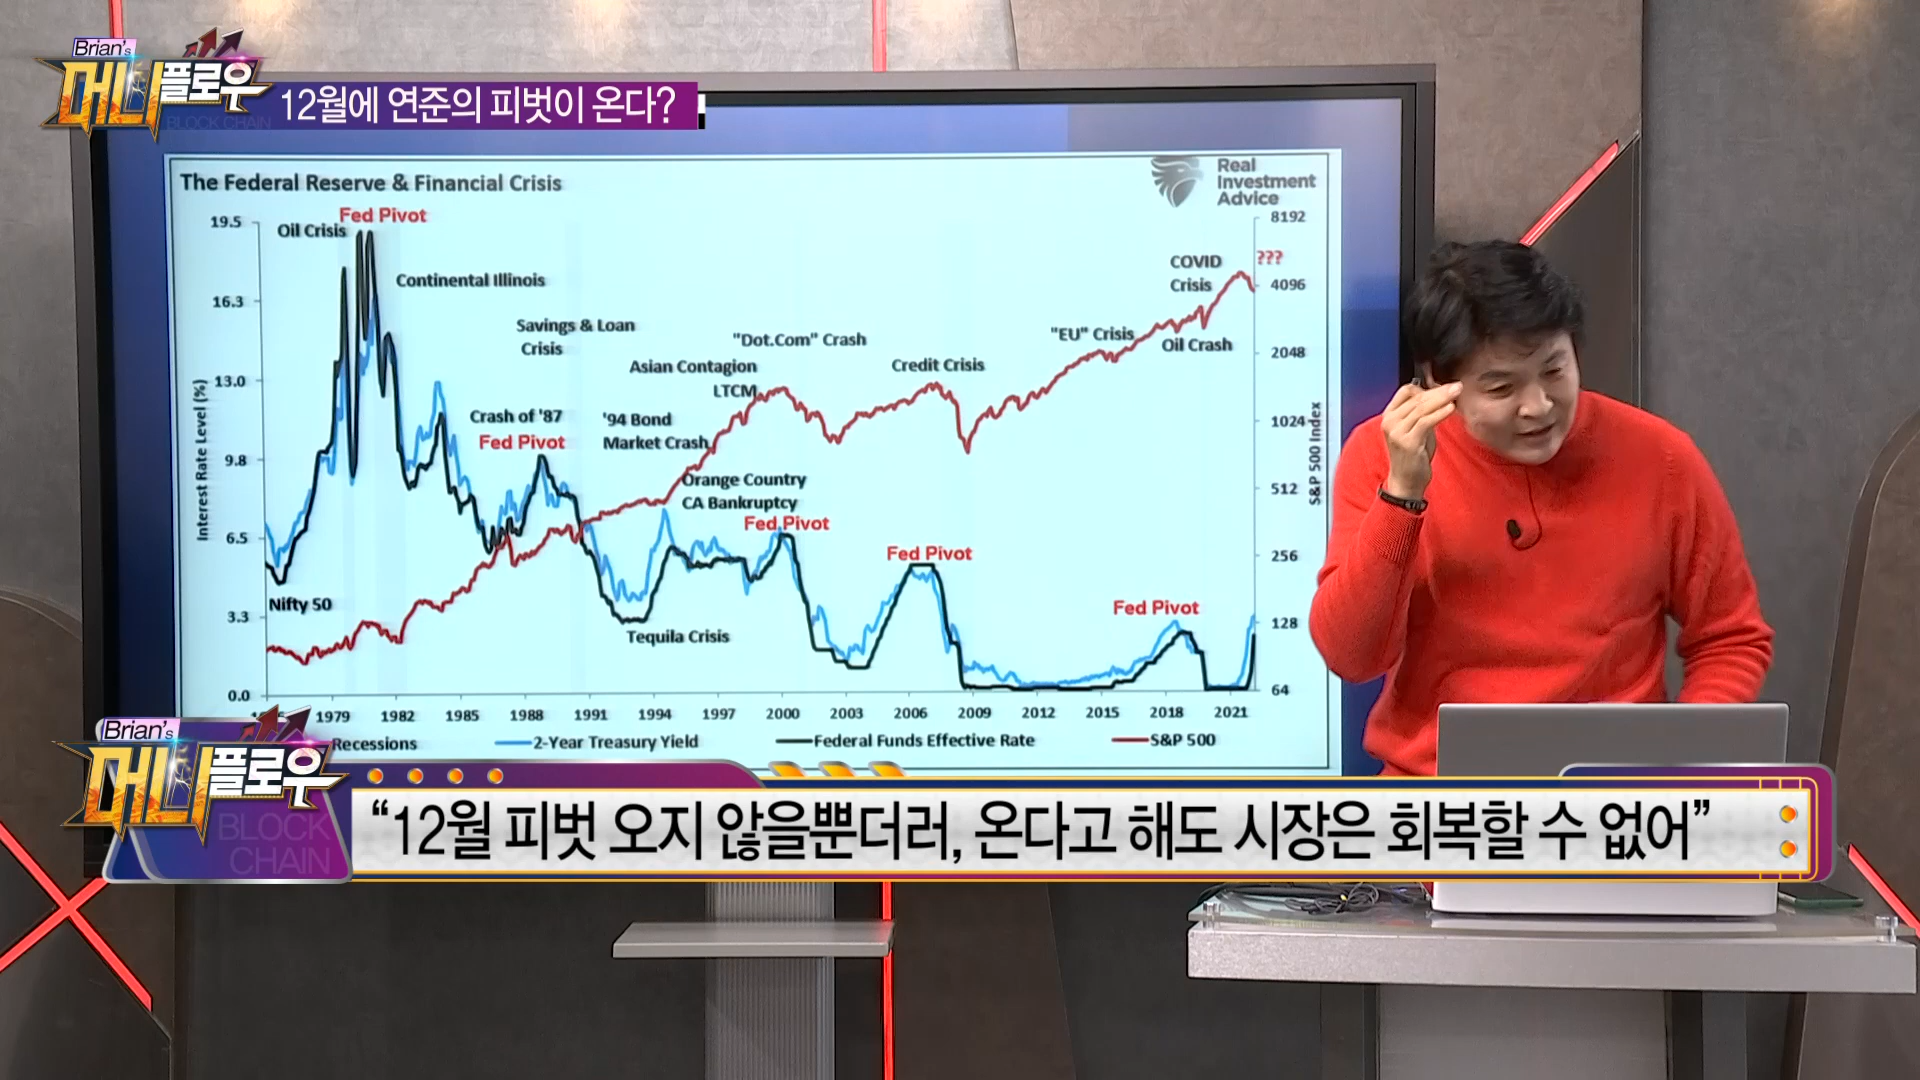 Brian's
머니플로우
BLOCK CHAIN
12월에 연준의 피벗이 온다?
The Federal Reserve & Financial Crisis
Real
Investment
Advice
Fed Pivot
Oil Crisis
Continental Illinois
Savings & Loan
Crisis
"Dot.Com" Crash
Asian Contagion
LTCM
Credit Crisis
"EU" Crisis
COVID
Crisis
???
Oil Crash
Crash of '87
Fed Pivot
'94 Bond
Market Crash
Orange Country
CA Bankruptcy
Fed Pivot
Fed Pivot
Fed Pivot
Nifty 50
Tequila Crisis
Interest Rate Level (%)
19.5
16.3
13.0
9.8
6.5
3.3
0.0
8192
4096
2048
1024
512
256
128
64
S&P 500 Index
1979 1982 1985 1988 1991 1994 1997 2000 2003 2006 2009 2012 2015 2018 2021
Recessions 2-Year Treasury Yield Federal Funds Effective Rate S&P 500
Brian's
머니플로우
BLOCK
CHAIN
“12월 피벗 오지 않을뿐더러, 온다고 해도 시장은 회복할 수 없어”